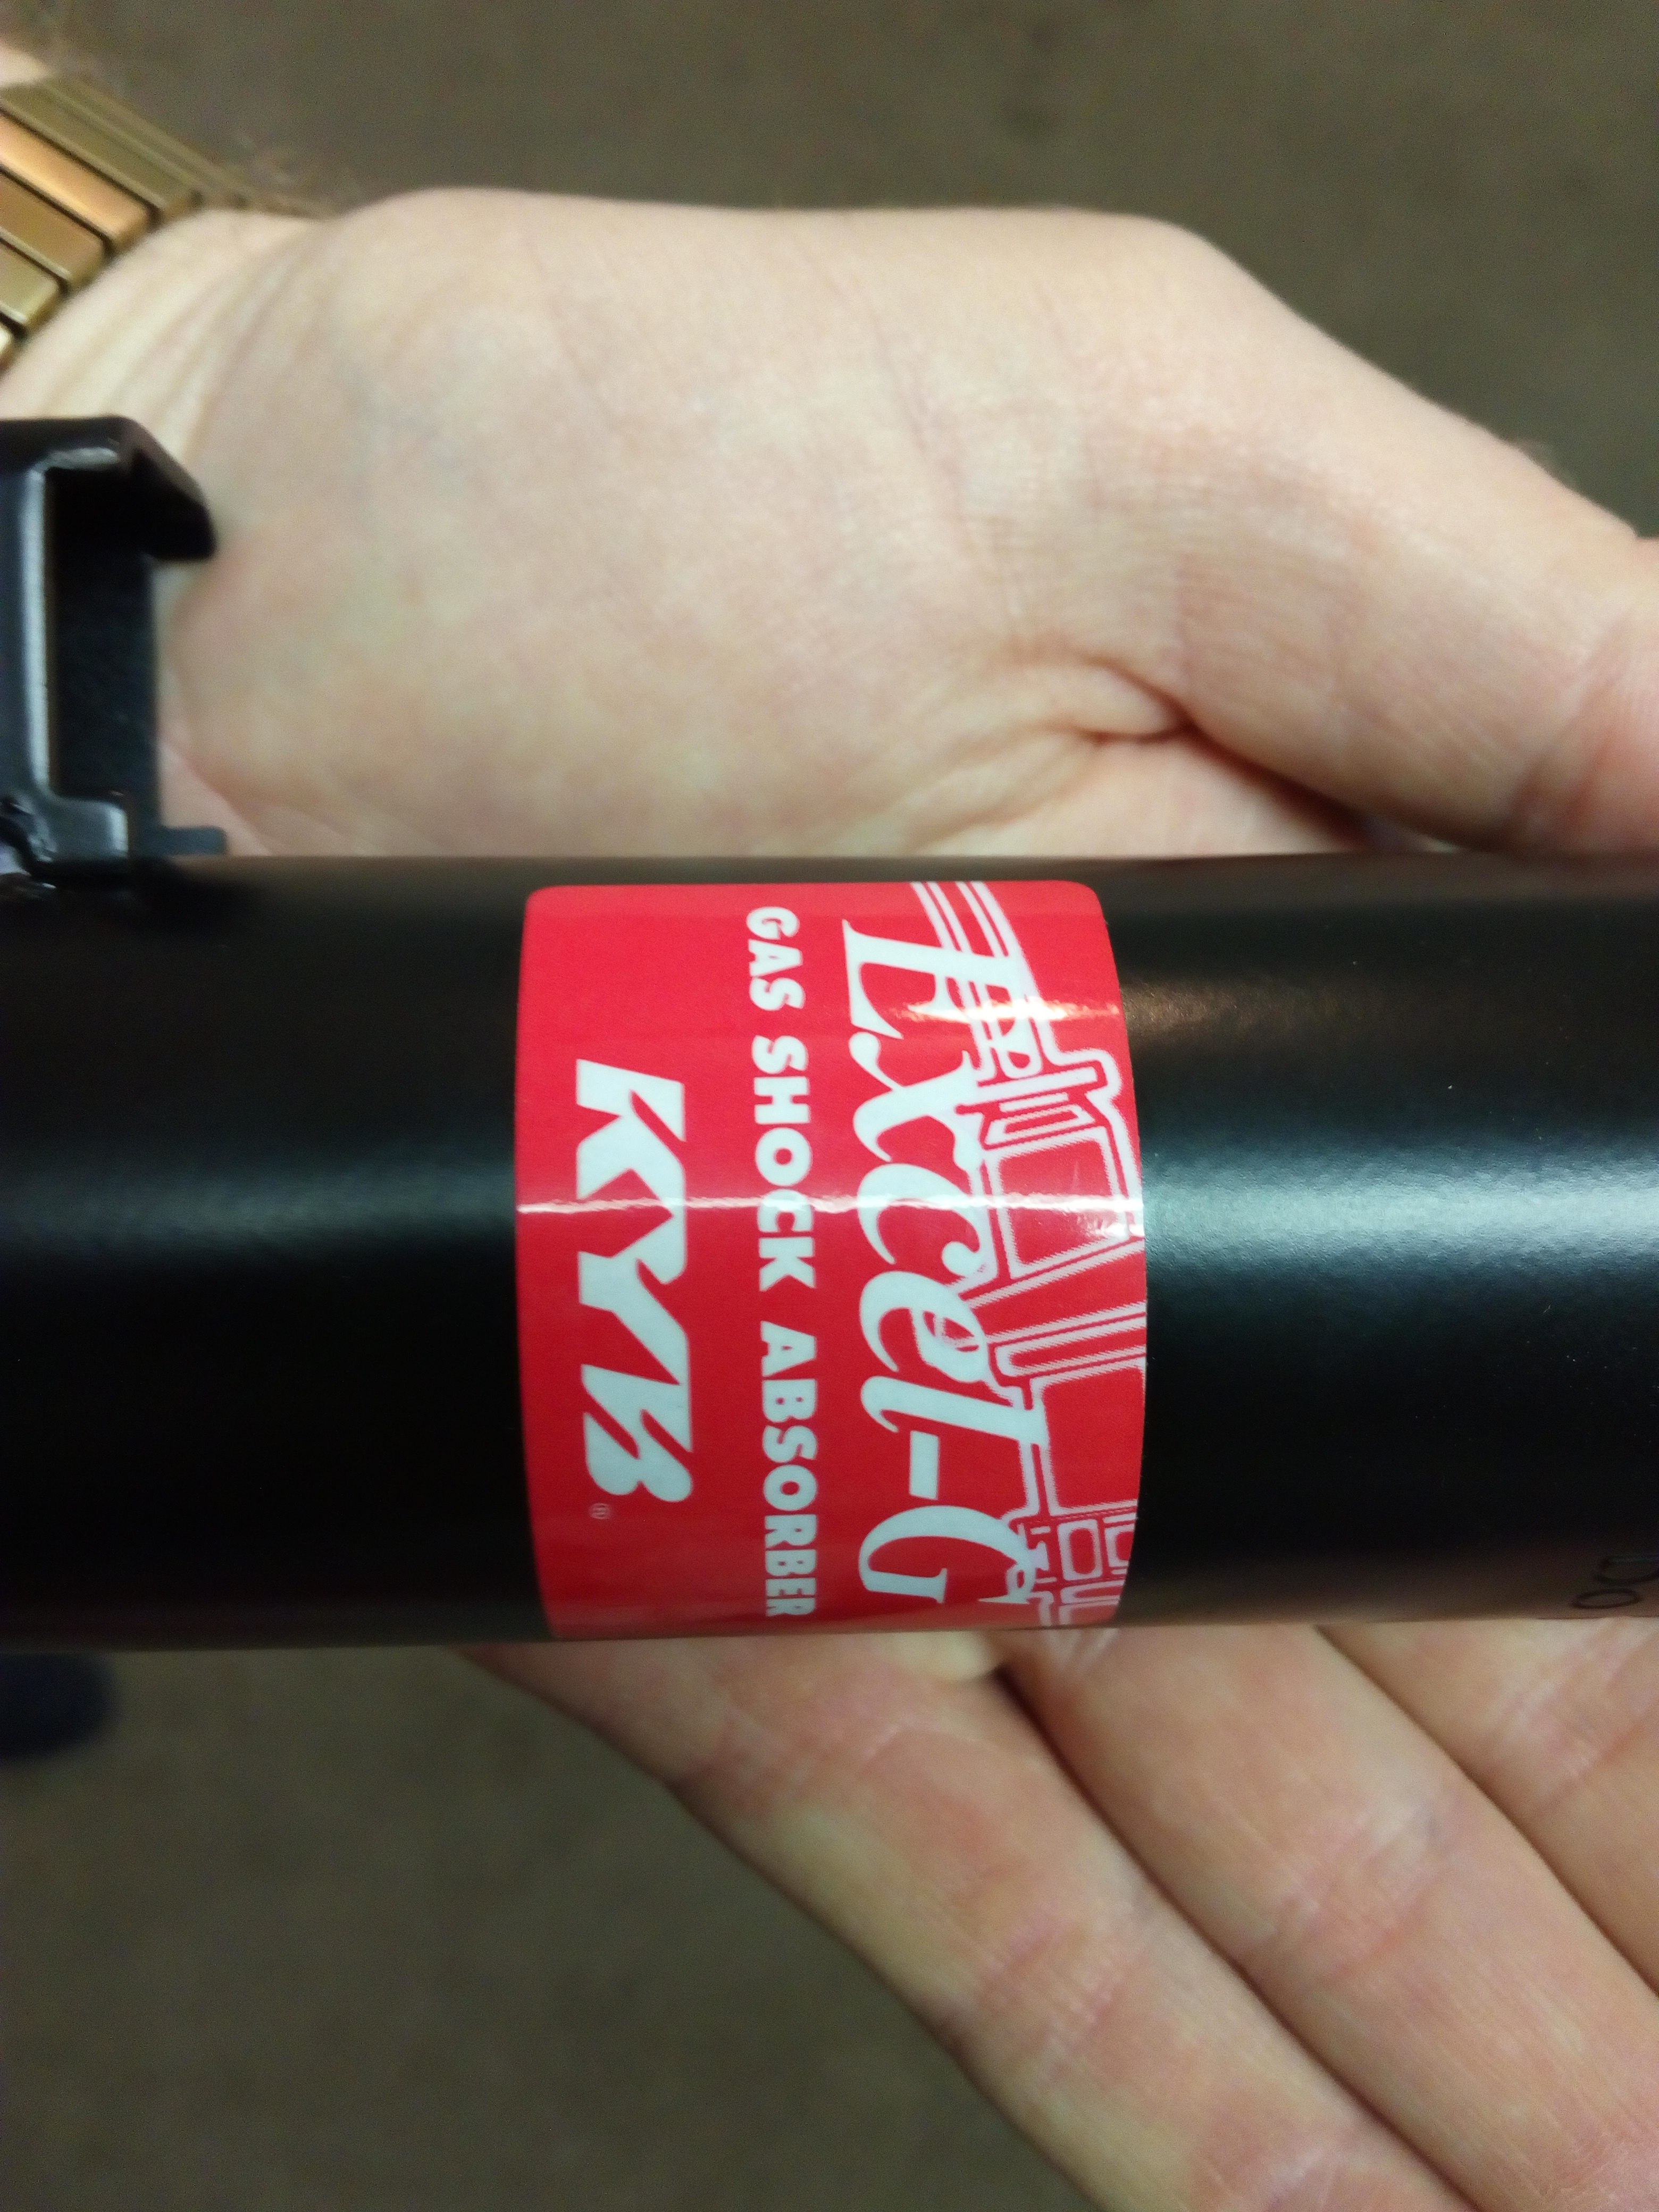 Excel-G
GAS SHOCK ABSORBER
KYB®